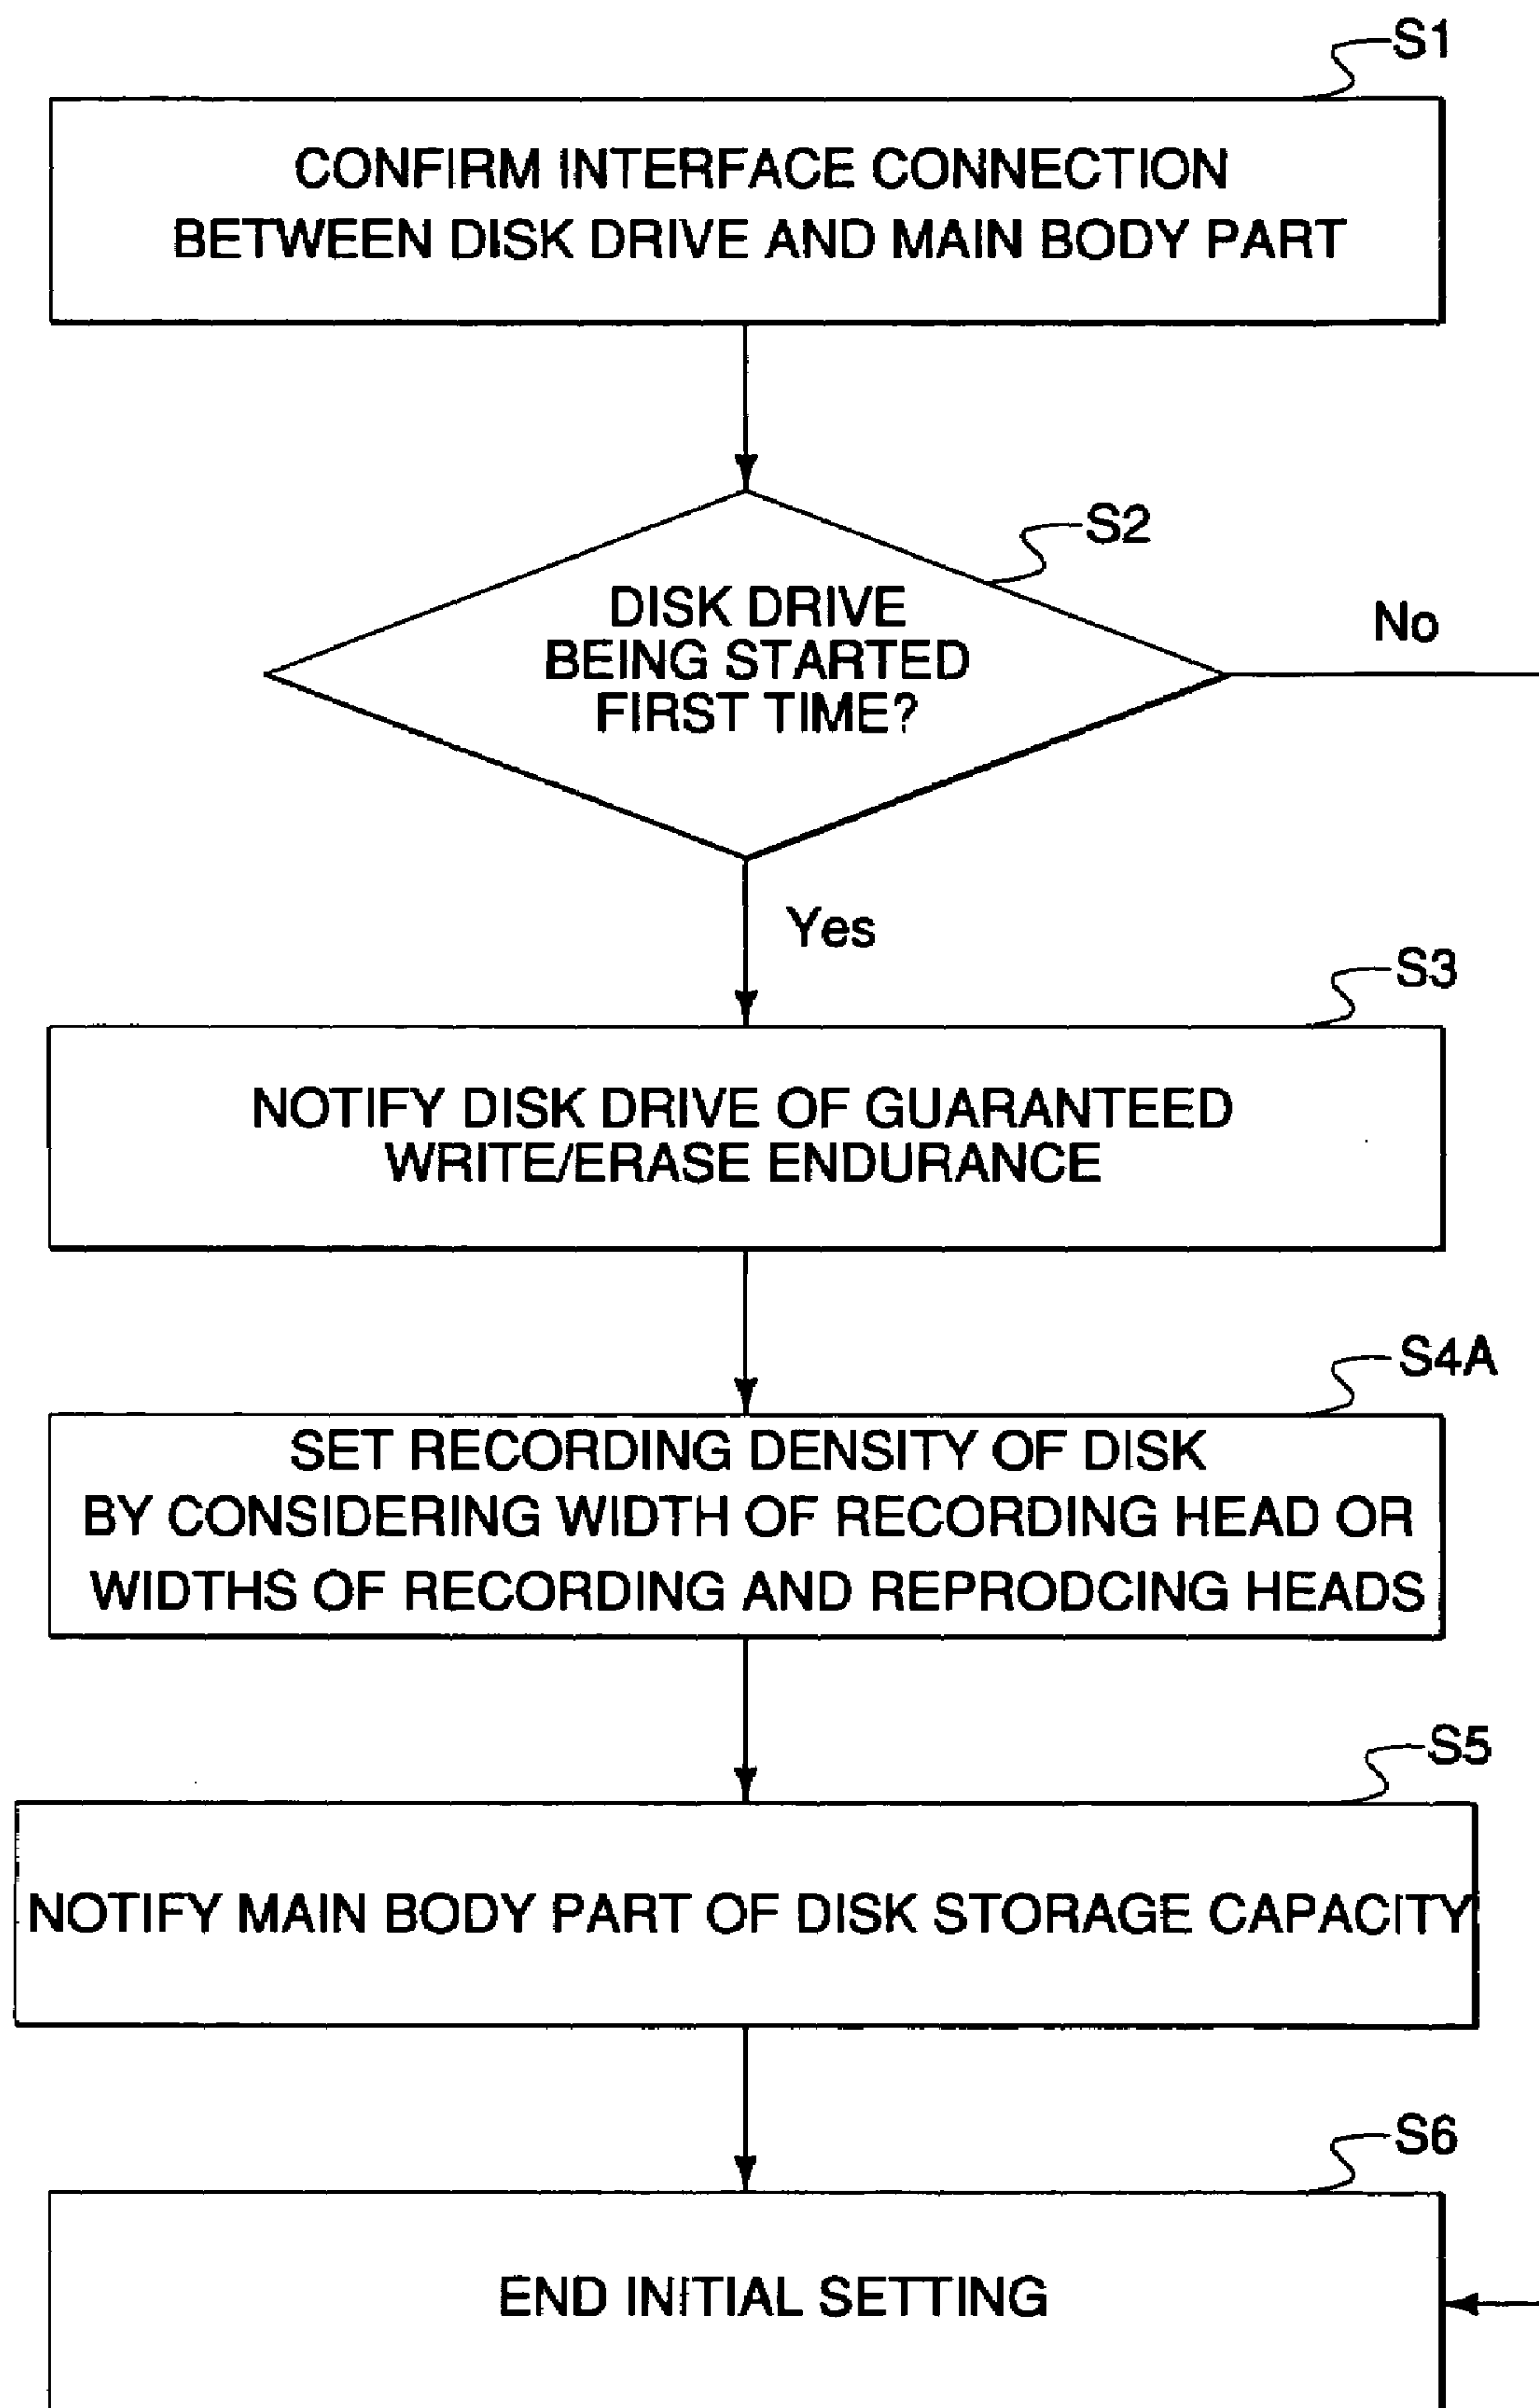 S1
CONFIRM INTERFACE CONNECTION
BETWEEN DISK DRIVE AND MAIN BODY PART
S2
DISK DRIVE
BEING STARTED
FIRST TIME?
No
Yes
S3
NOTIFY DISK DRIVE OF GUARANTEED
WRITE/ERASE ENDURANCE
S4A
SET RECORDING DENSITY OF DISK
BY CONSIDERING WIDTH OF RECORDING HEAD OR
WIDTHS OF RECORDING AND REPRODCING HEADS
S5
NOTIFY MAIN BODY PART OF DISK STORAGE CAPACITY
S6
END INITIAL SETTING